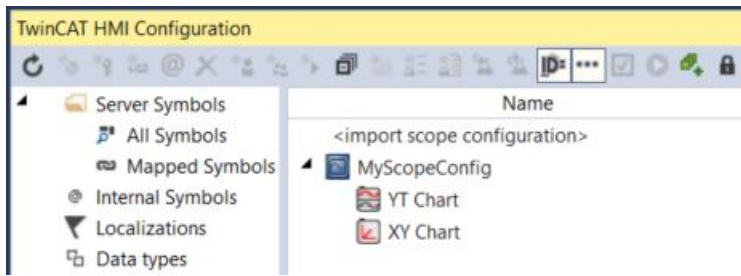 TwinCAT HMI Configuration
@
ID=
Server Symbols
All Symbols
Mapped Symbols
@
Internal Symbols
Localizations
Data types
Name
<import scope configuration>
MyScopeConfig
YT Chart
XY Chart